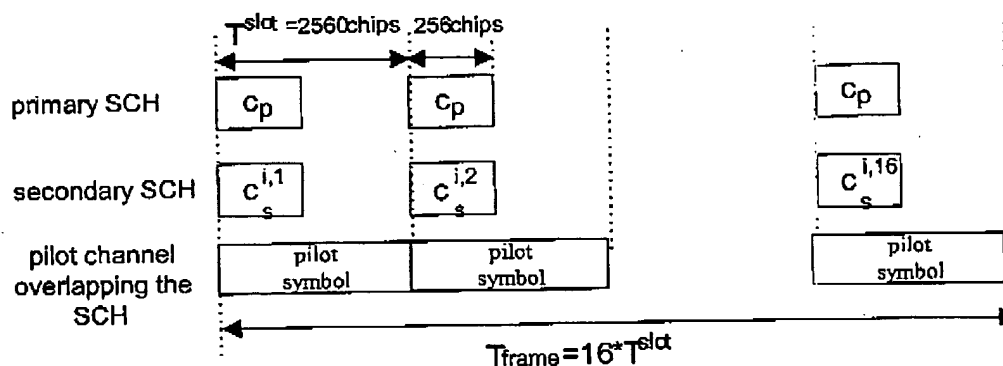 T^slot =2560chips 256chips
primary SCH c_p c_p c_p
secondary SCH c_s^i,1 c_s^i,2 c_s^i,16
pilot channel overlapping the SCH
pilot symbol
pilot symbol
pilot symbol
T_frame=16*T^slot